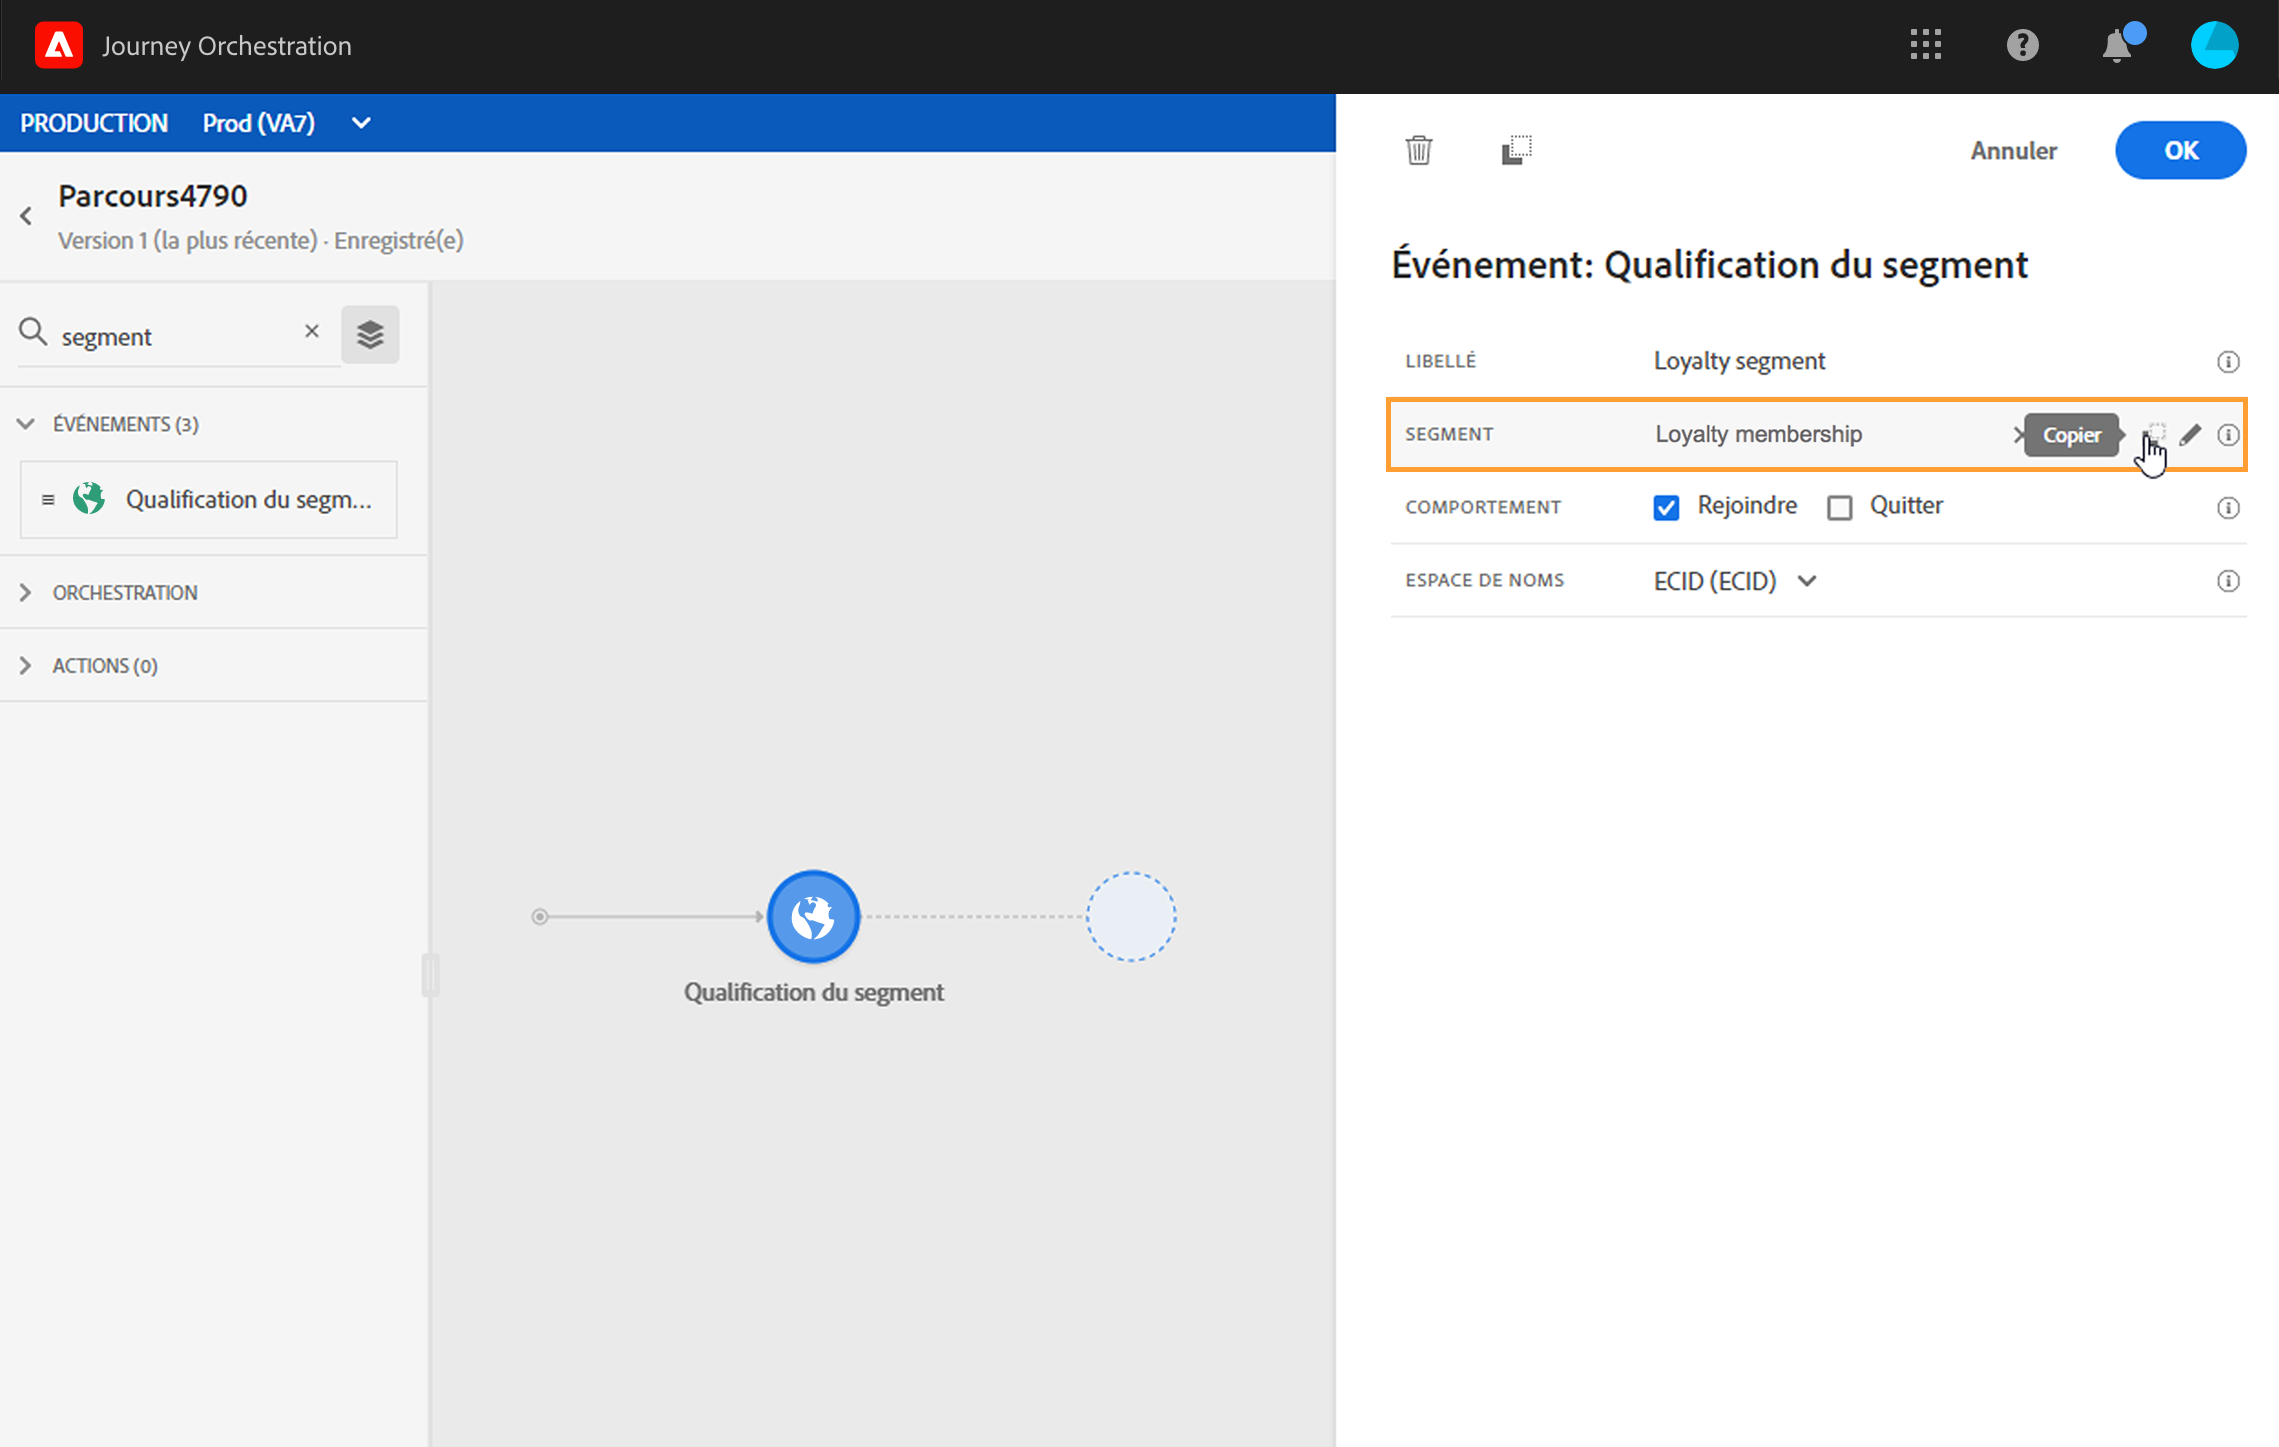 Journey Orchestration
PRODUCTION Prod (VA7)
Parcours4790
Version 1 (la plus récente) · Enregistré(e)
segment
ÉVÉNEMENTS (3)
Qualification du segm...
ORCHESTRATION
ACTIONS (0)
Qualification du segment
Annuler OK
Événement: Qualification du segment
LIBELLÉ Loyalty segment
SEGMENT Loyalty membership Copier
COMPORTEMENT Rejoindre Quitter
ESPACE DE NOMS ECID (ECID)